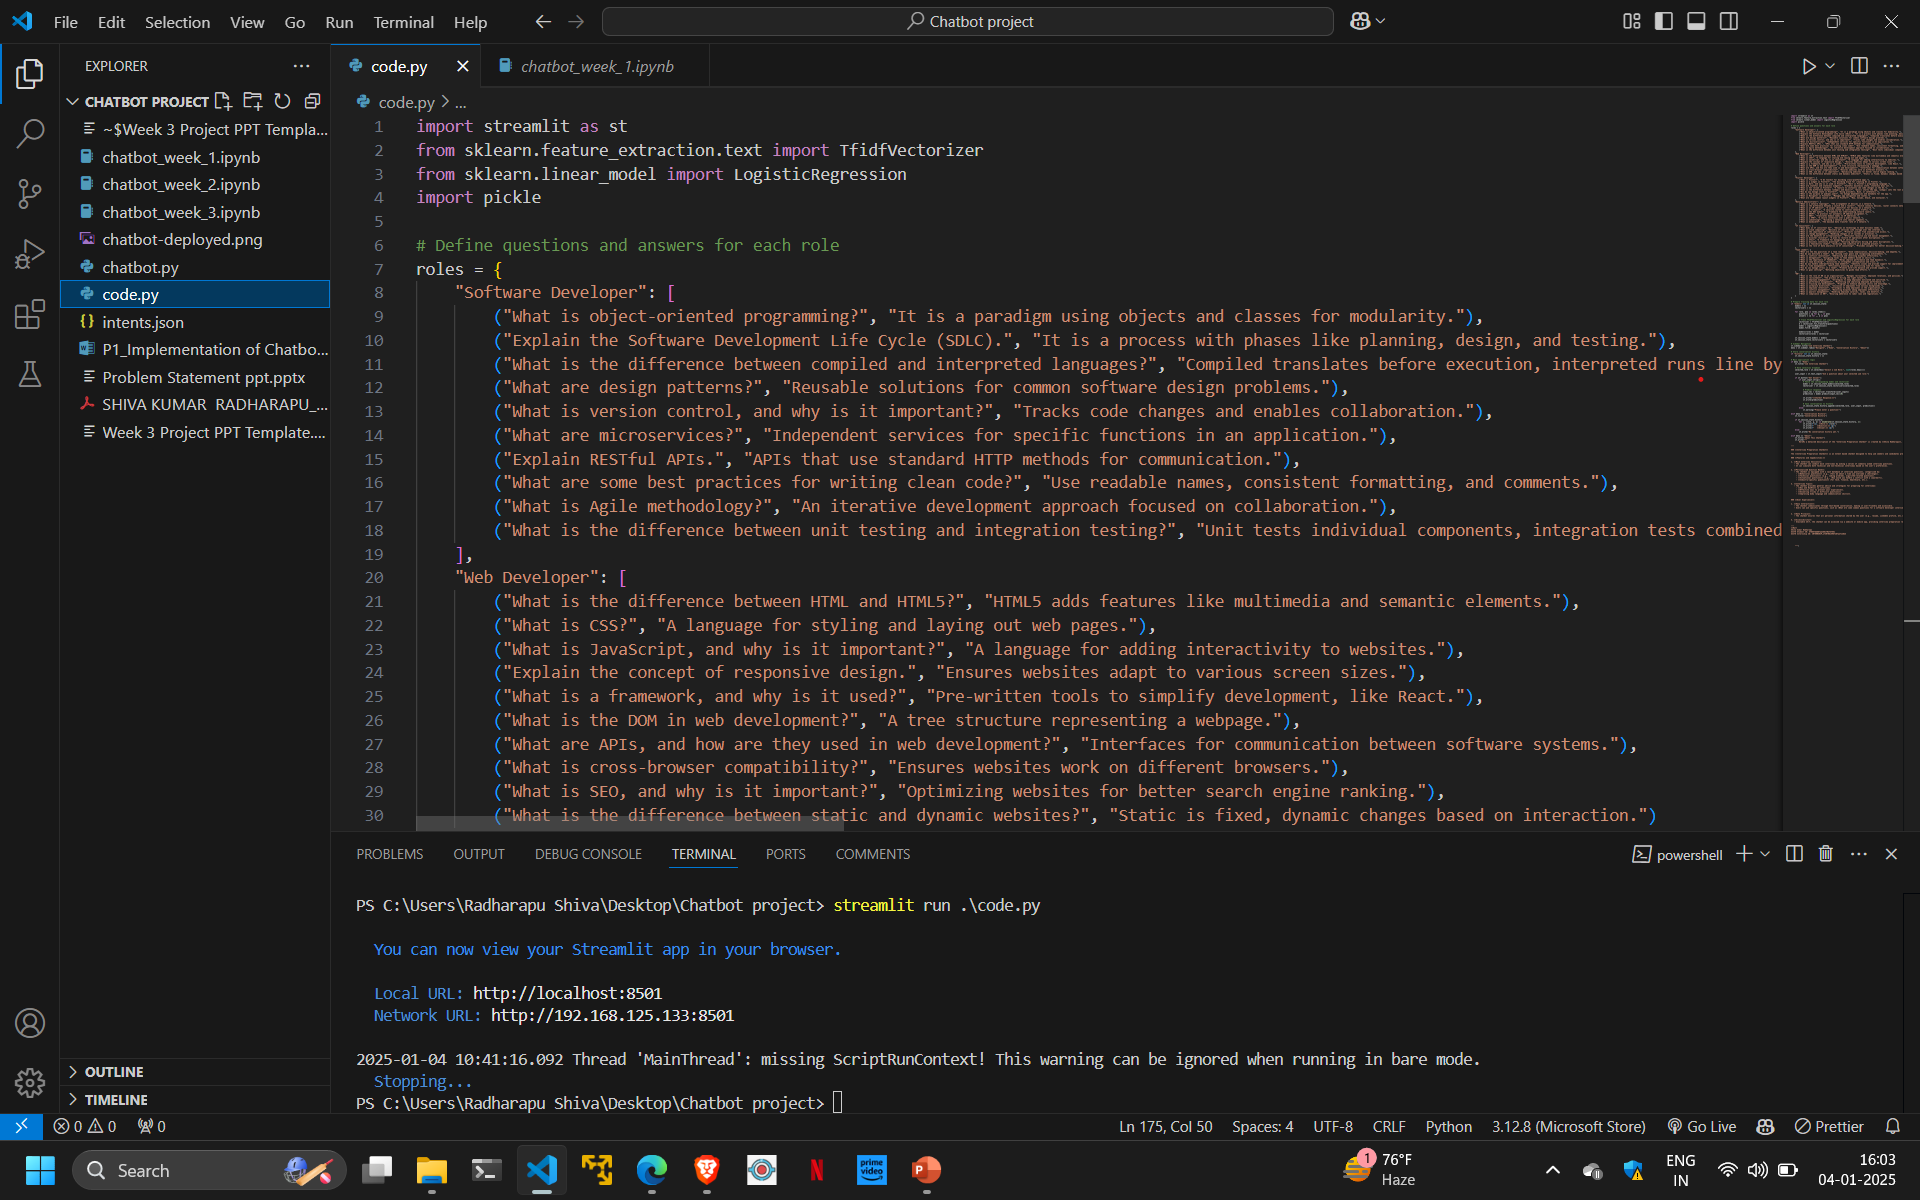 File Edit Selection View Go Run Terminal Help
Chatbot project
EXPLORER
CHATBOT PROJECT
~$Week 3 Project PPT Templa...
chatbot_week_1.ipynb
chatbot_week_2.ipynb
chatbot_week_3.ipynb
chatbot-deployed.png
chatbot.py
code.py
intents.json
P1_Implementation of Chatbo...
Problem Statement ppt.pptx
SHIVA KUMAR RADHARAPU_...
Week 3 Project PPT Template....
OUTLINE
TIMELINE
code.py chatbot_week_1.ipynb
code.py > ...
1 import streamlit as st
2 from sklearn.feature_extraction.text import TfidfVectorizer
3 from sklearn.linear_model import LogisticRegression
4 import pickle
5
6 # Define questions and answers for each role
7 roles = {
8 "Software Developer": [
9 ("What is object-oriented programming?", "It is a paradigm using objects and classes for modularity."),
10 ("Explain the Software Development Life Cycle (SDLC).", "It is a process with phases like planning, design, and testing."),
11 ("What is the difference between compiled and interpreted languages?", "Compiled translates before execution, interpreted runs line by
12 ("What are design patterns?", "Reusable solutions for common software design problems."),
13 ("What is version control, and why is it important?", "Tracks code changes and enables collaboration."),
14 ("What are microservices?", "Independent services for specific functions in an application."),
15 ("Explain RESTful APIs.", "APIs that use standard HTTP methods for communication."),
16 ("What are some best practices for writing clean code?", "Use readable names, consistent formatting, and comments."),
17 ("What is Agile methodology?", "An iterative development approach focused on collaboration."),
18 ("What is the difference between unit testing and integration testing?", "Unit tests individual components, integration tests combined
19 ],
20 "Web Developer": [
21 ("What is the difference between HTML and HTML5?", "HTML5 adds features like multimedia and semantic elements."),
22 ("What is CSS?", "A language for styling and laying out web pages."),
23 ("What is JavaScript, and why is it important?", "A language for adding interactivity to websites."),
24 ("Explain the concept of responsive design.", "Ensures websites adapt to various screen sizes."),
25 ("What is a framework, and why is it used?", "Pre-written tools to simplify development, like React."),
26 ("What is the DOM in web development?", "A tree structure representing a webpage."),
27 ("What are APIs, and how are they used in web development?", "Interfaces for communication between software systems."),
28 ("What is cross-browser compatibility?", "Ensures websites work on different browsers."),
29 ("What is SEO, and why is it important?", "Optimizing websites for better search engine ranking."),
30 ("What is the difference between static and dynamic websites?", "Static is fixed, dynamic changes based on interaction.")
PROBLEMS OUTPUT DEBUG CONSOLE TERMINAL PORTS COMMENTS
powershell
PS C:\Users\Radharapu Shiva\Desktop\Chatbot project> streamlit run .\code.py
You can now view your Streamlit app in your browser.
Local URL: http://localhost:8501
Network URL: http://192.168.125.133:8501
2025-01-04 10:41:16.092 Thread 'MainThread': missing ScriptRunContext! This warning can be ignored when running in bare mode.
Stopping...
PS C:\Users\Radharapu Shiva\Desktop\Chatbot project>
0 0 0
Ln 175, Col 50 Spaces: 4 UTF-8 CRLF Python 3.12.8 (Microsoft Store) Go Live Prettier
Search
prime video
1
76°F
Haze
ENG
IN
16:03
04-01-2025